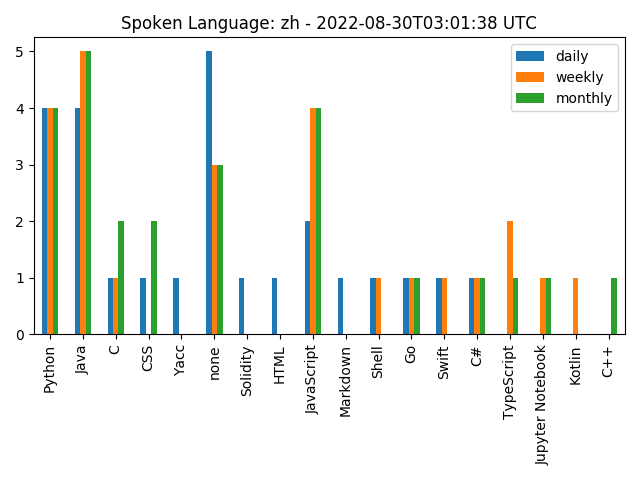 Spoken Language: zh - 2022-08-30T03:01:38 UTC
daily
weekly
monthly
5
4
3
2
1
0
Python
Java
C
CSS
Yacc
none
Solidity
HTML
JavaScript
Markdown
Shell
Go
Swift
C#
TypeScript
Jupyter Notebook
Kotlin
C++